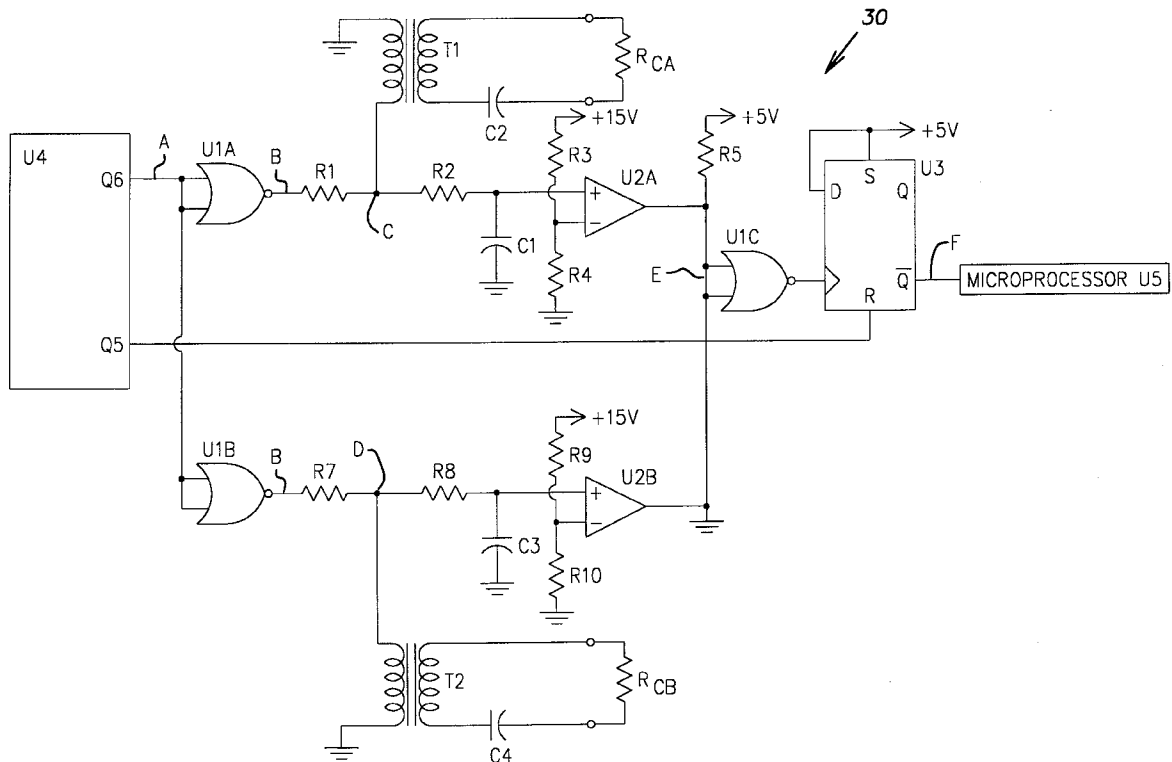 30
T1
R CA
C2
+15V
+5V
+5V
U4
A
U1A
B
R1
R2
R3
R5
U3
Q6
U2A
+
−
D
S
Q
C
C1
R4
U1C
E
F
Q̅
MICROPROCESSOR U5
R
Q5
+15V
U1B
B
R7
D
R8
R9
U2B
+
−
C3
R10
T2
R CB
C4